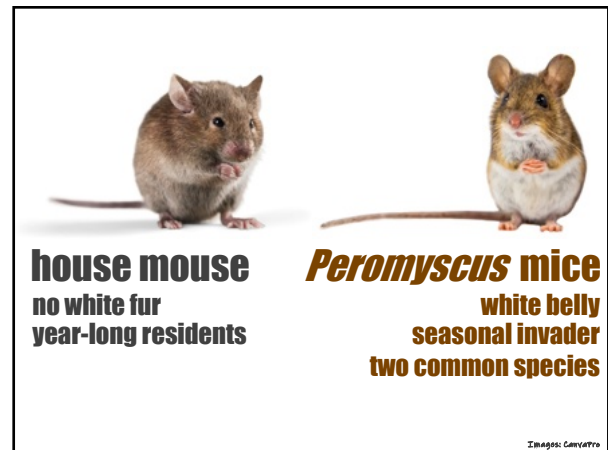 house mouse
no white fur
year-long residents
Peromyscus mice
white belly
seasonal invader
two common species
Images: CanvaPro